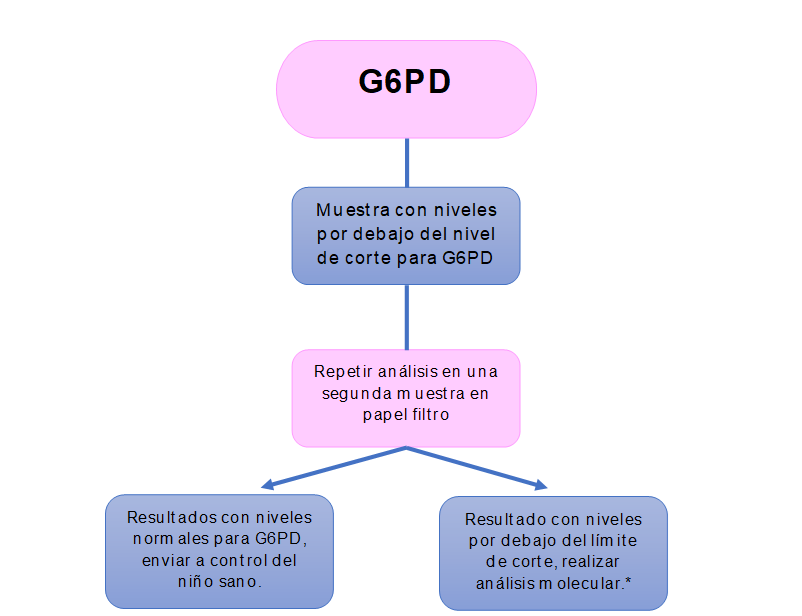 G6PD
Muestra con niveles
por debajo del nivel
de corte para G6PD
Repetir análisis en una
segunda muestra en
papel filtro
Resultados con niveles
normales para G6PD,
enviar a control del
niño sano.
Resultado con niveles
por debajo del límite
de corte, realizar
análisis molecular.*